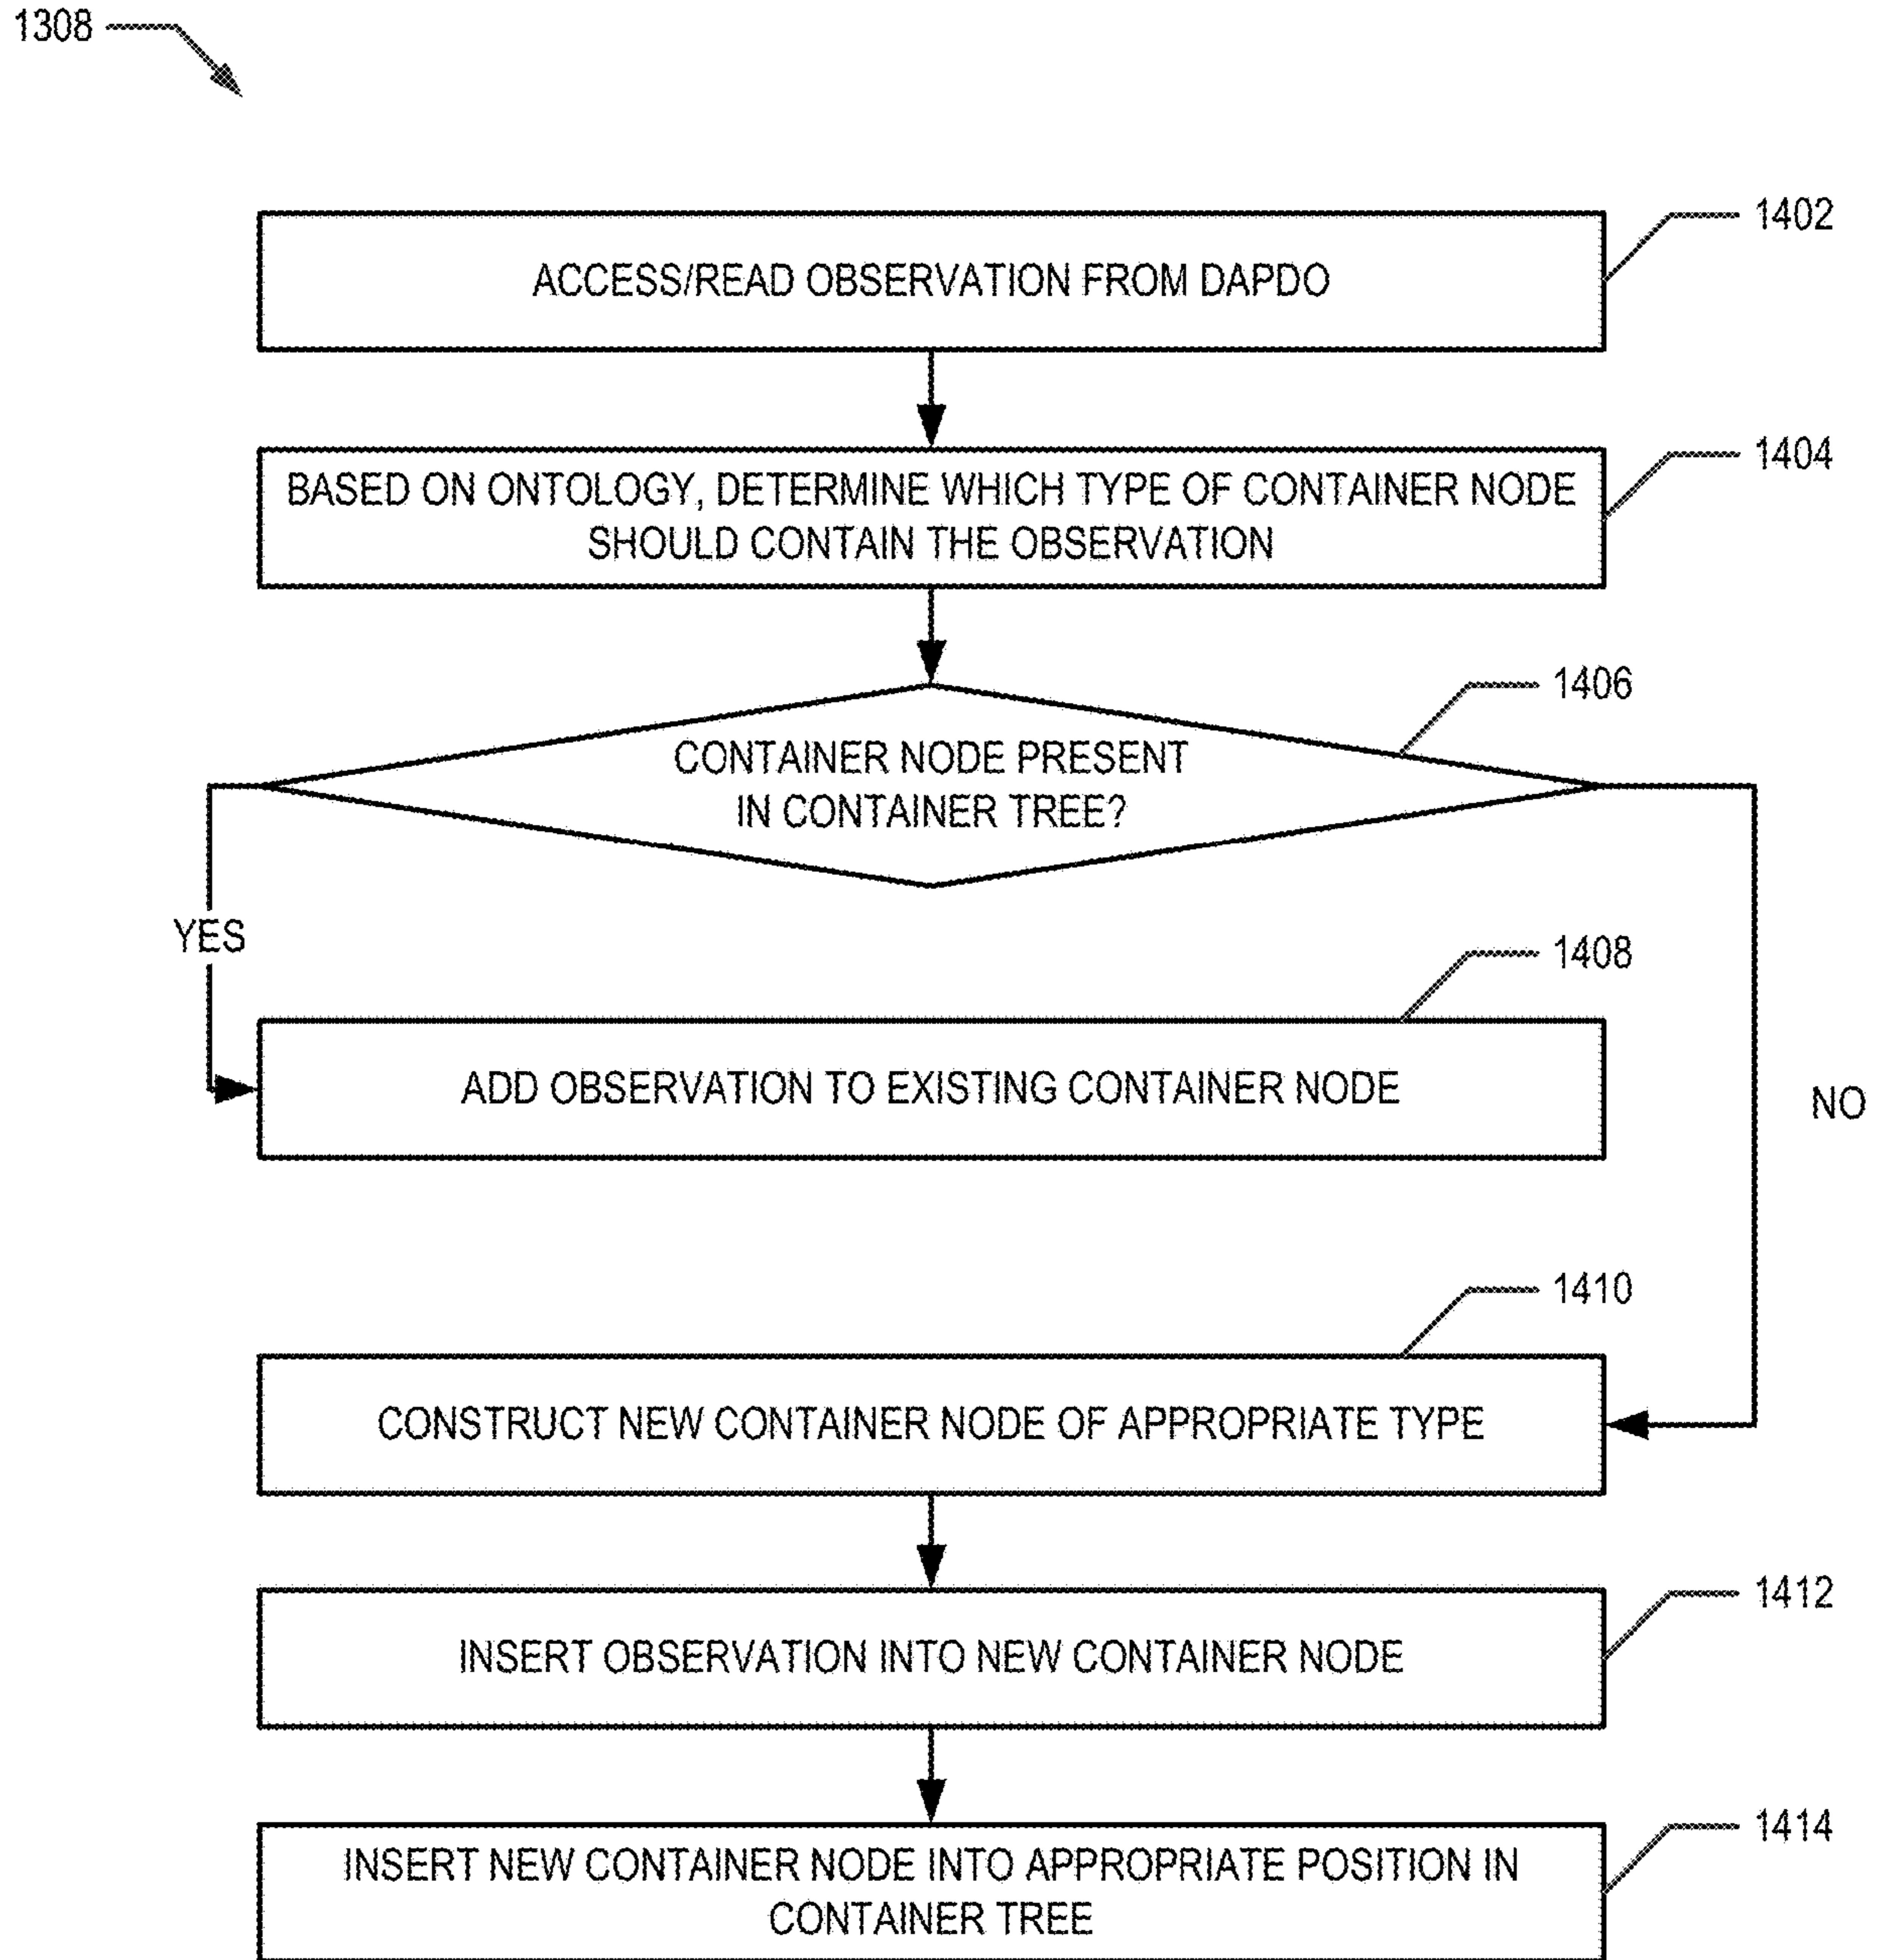 1308
1402
ACCESS/READ OBSERVATION FROM DAPDO
1404
BASED ON ONTOLOGY, DETERMINE WHICH TYPE OF CONTAINER NODE
SHOULD CONTAIN THE OBSERVATION
1406
CONTAINER NODE PRESENT
IN CONTAINER TREE?
YES
1408
ADD OBSERVATION TO EXISTING CONTAINER NODE
NO
1410
CONSTRUCT NEW CONTAINER NODE OF APPROPRIATE TYPE
1412
INSERT OBSERVATION INTO NEW CONTAINER NODE
1414
INSERT NEW CONTAINER NODE INTO APPROPRIATE POSITION IN
CONTAINER TREE